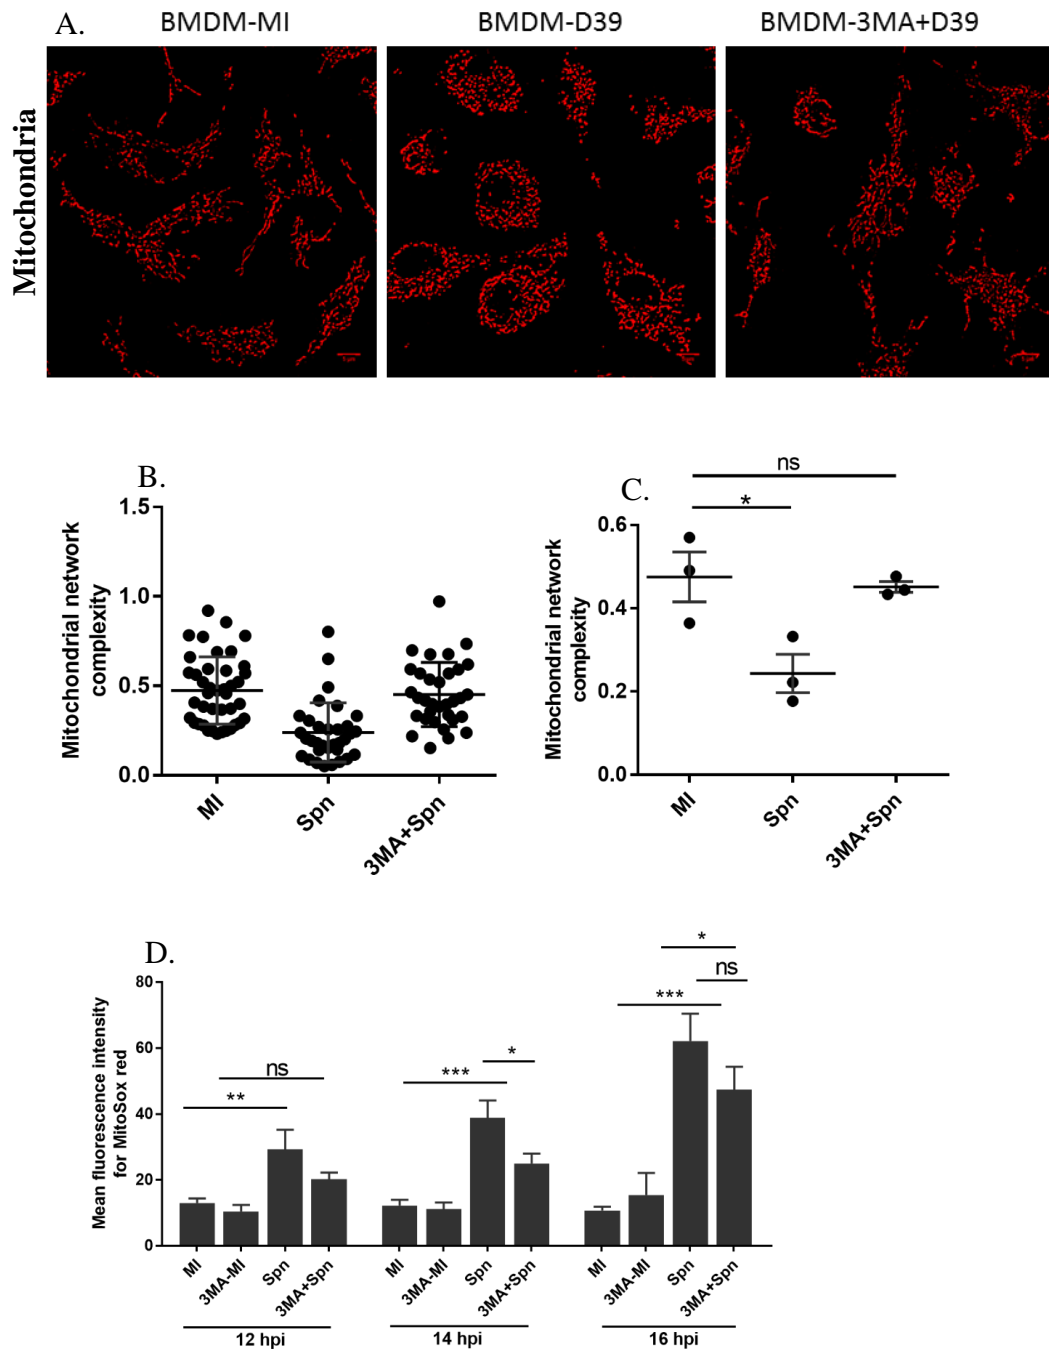 A.
BMDM-MI
BMDM-D39
BMDM-3MA+D39
Mitochondria
B.
Mitochondrial network
complexity
1.5
1.0
0.5
0.0
MI
Spn
3MA+Spn
C.
ns
*
Mitochondrial network
complexity
0.6
0.4
0.2
0.0
MI
Spn
3MA+Spn
D.
Mean fluorescence intensity
for MitoSox red
80
60
40
20
0
**
ns
***
*
***
ns
*
MI
3MA-MI
Spn
3MA+Spn
MI
3MA-MI
Spn
3MA+Spn
MI
3MA-MI
Spn
3MA+Spn
12 hpi
14 hpi
16 hpi